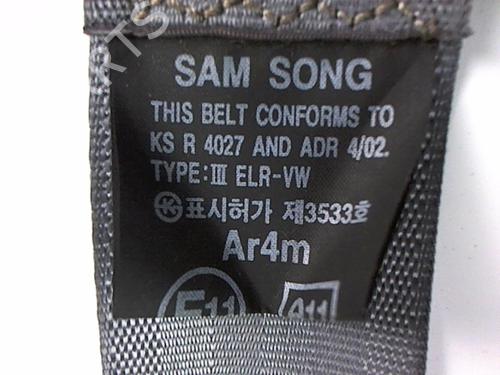 SAM SONG
THIS BELT CONFORMS TO
KS R 4027 AND ADR 4/02.
TYPE:Ⅲ ELR-VW
㉿표시허가 제3533호
Ar4m
E11 A11